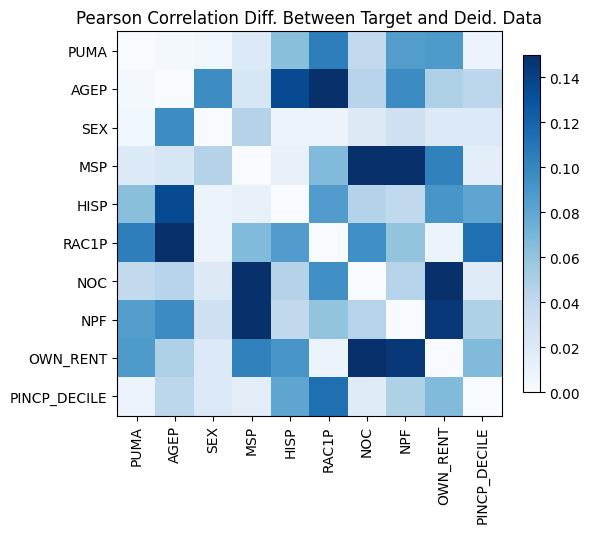 Pearson Correlation Diff. Between Target and Deid. Data
PUMA
AGEP
SEX
MSP
HISP
RAC1P
NOC
NPF
OWN_RENT
PINCP_DECILE
PUMA
AGEP
SEX
MSP
HISP
RAC1P
NOC
NPF
OWN_RENT
PINCP_DECILE
0.14
0.12
0.10
0.08
0.06
0.04
0.02
0.00